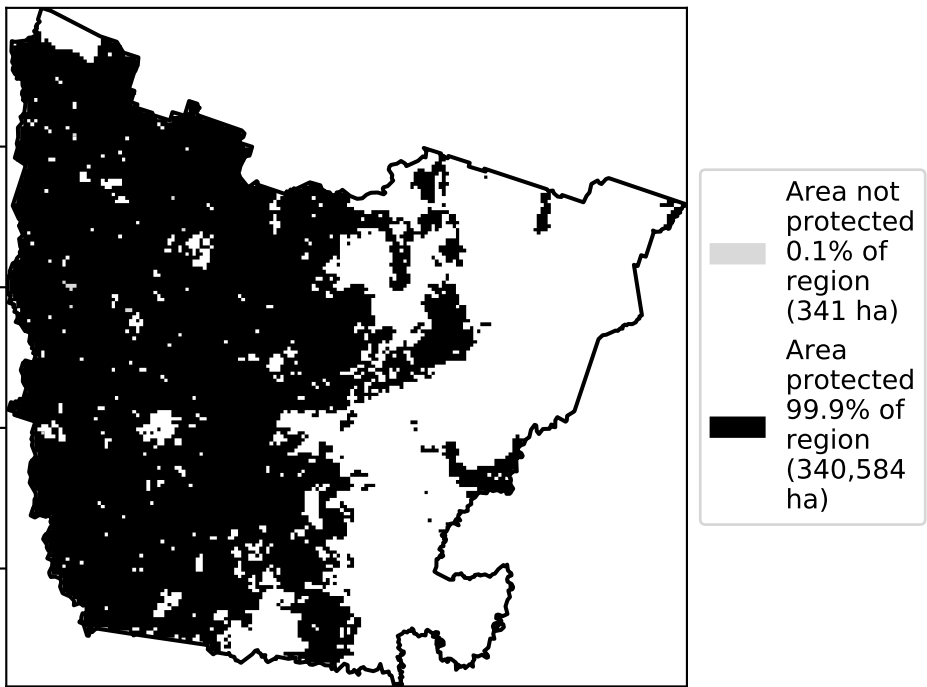 Area not
protected
0.1% of
region
(341 ha)
Area
protected
99.9% of
region
(340,584
ha)